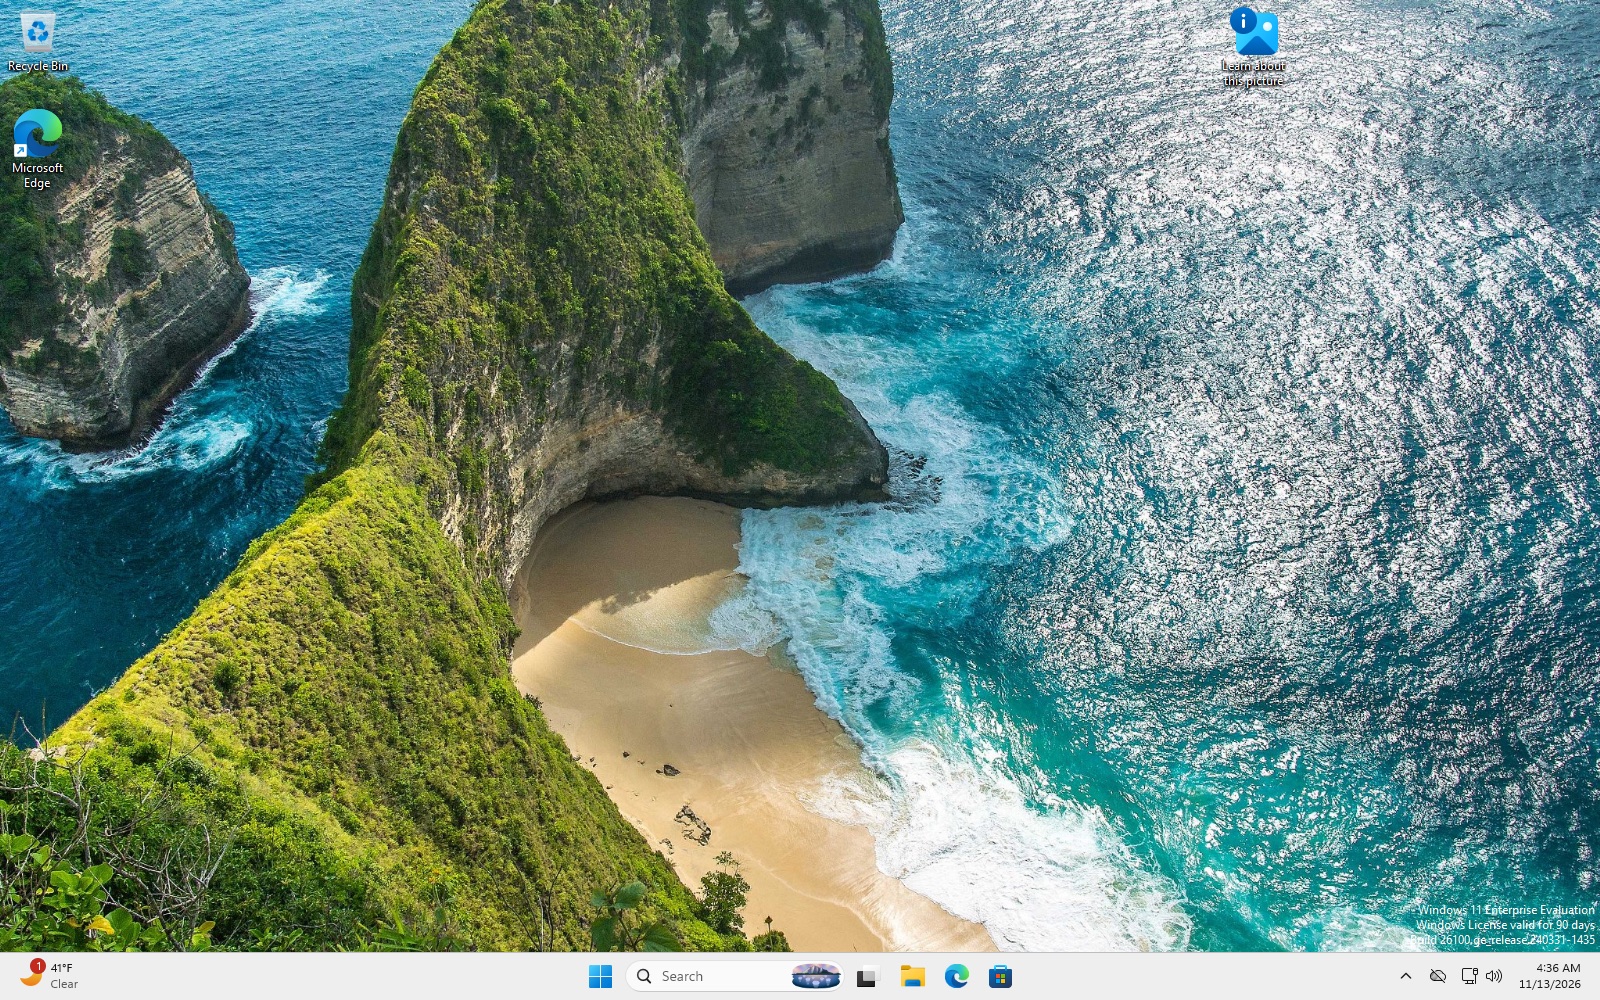 Recycle Bin
Microsoft
Edge
Learn about
this picture
Windows 11 Enterprise Evaluation
Windows License valid for 90 days
Build 26100.ge_release.240331-1435
1
41°F
Clear
Search
4:36 AM
11/13/2026